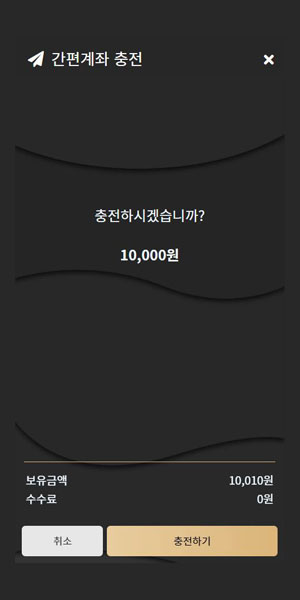 간편계좌 충전
충전하시겠습니까?
10,000원
보유금액 10,010원
수수료 0원
취소 충전하기